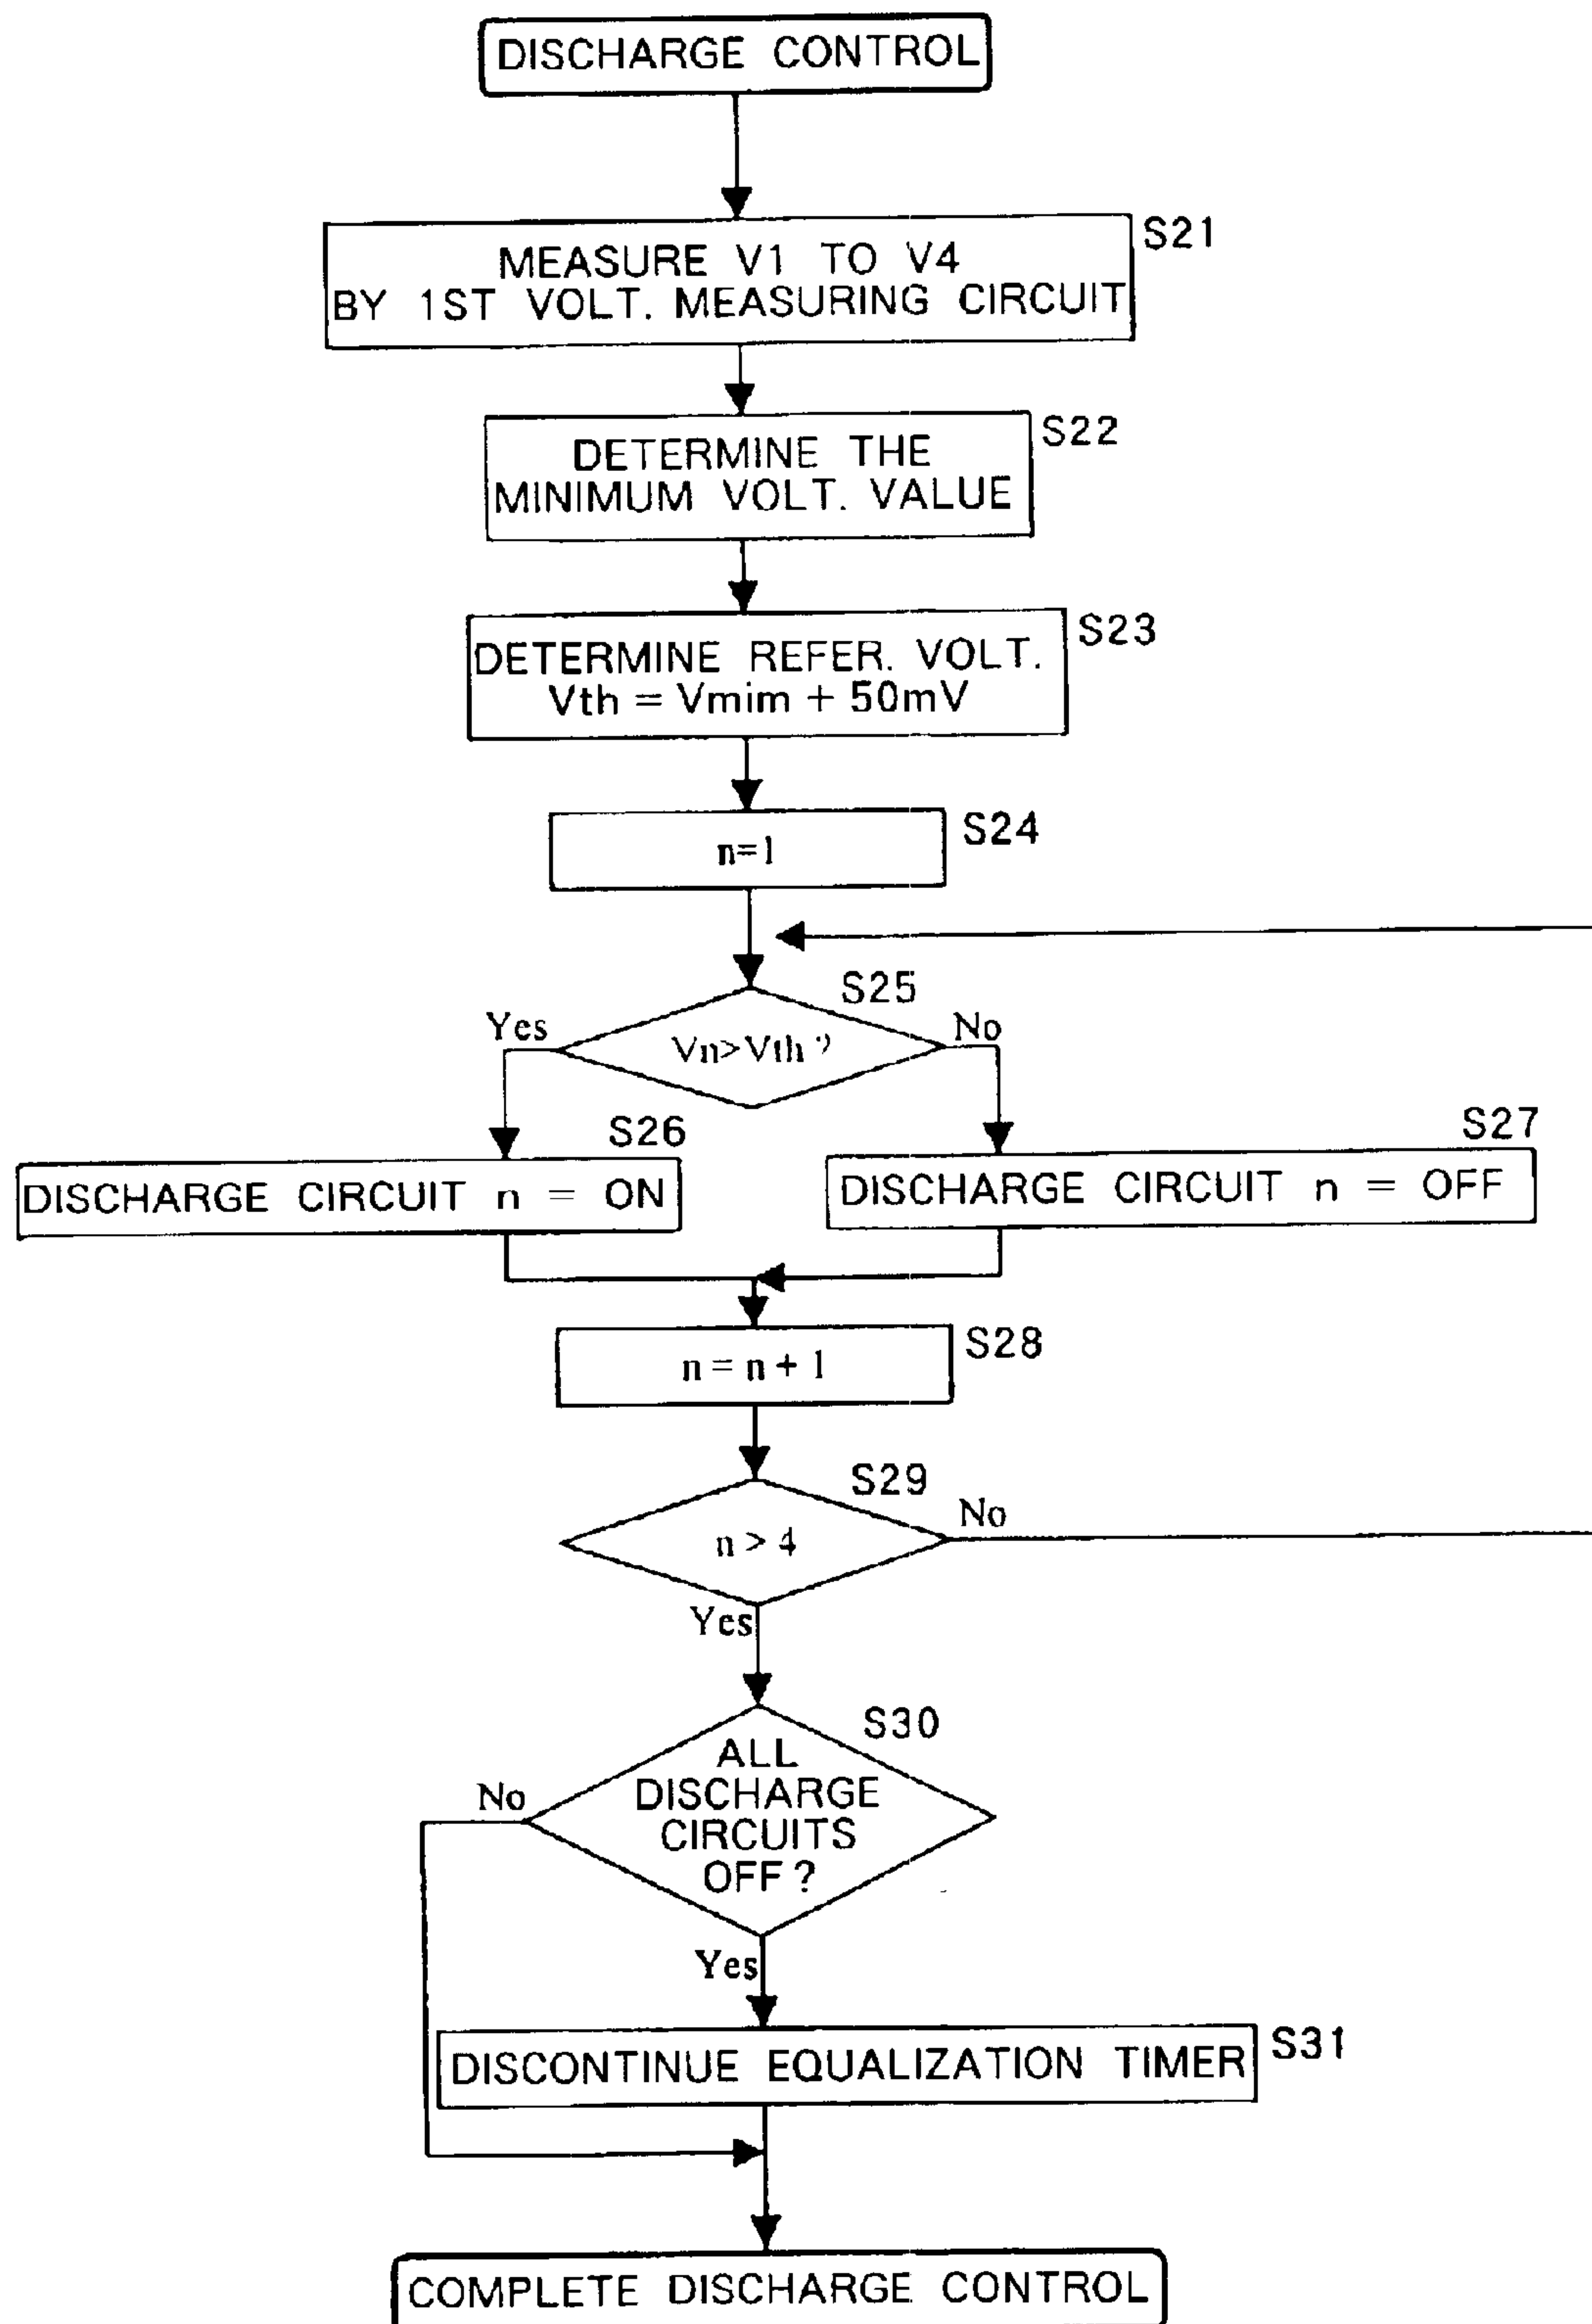 DISCHARGE CONTROL
S21
MEASURE V1 TO V4
BY 1ST VOLT. MEASURING CIRCUIT
S22
DETERMINE THE
MINIMUM VOLT. VALUE
S23
DETERMINE REFER. VOLT.
Vth = Vmim + 50mV
S24
n=1
S25
Yes
Vn>Vth ?
No
S26
DISCHARGE CIRCUIT n = ON
S27
DISCHARGE CIRCUIT n = OFF
S28
n = n + 1
S29
n > 4
No
Yes
S30
ALL
DISCHARGE
CIRCUITS
OFF ?
No
Yes
S31
DISCONTINUE EQUALIZATION TIMER
COMPLETE DISCHARGE CONTROL